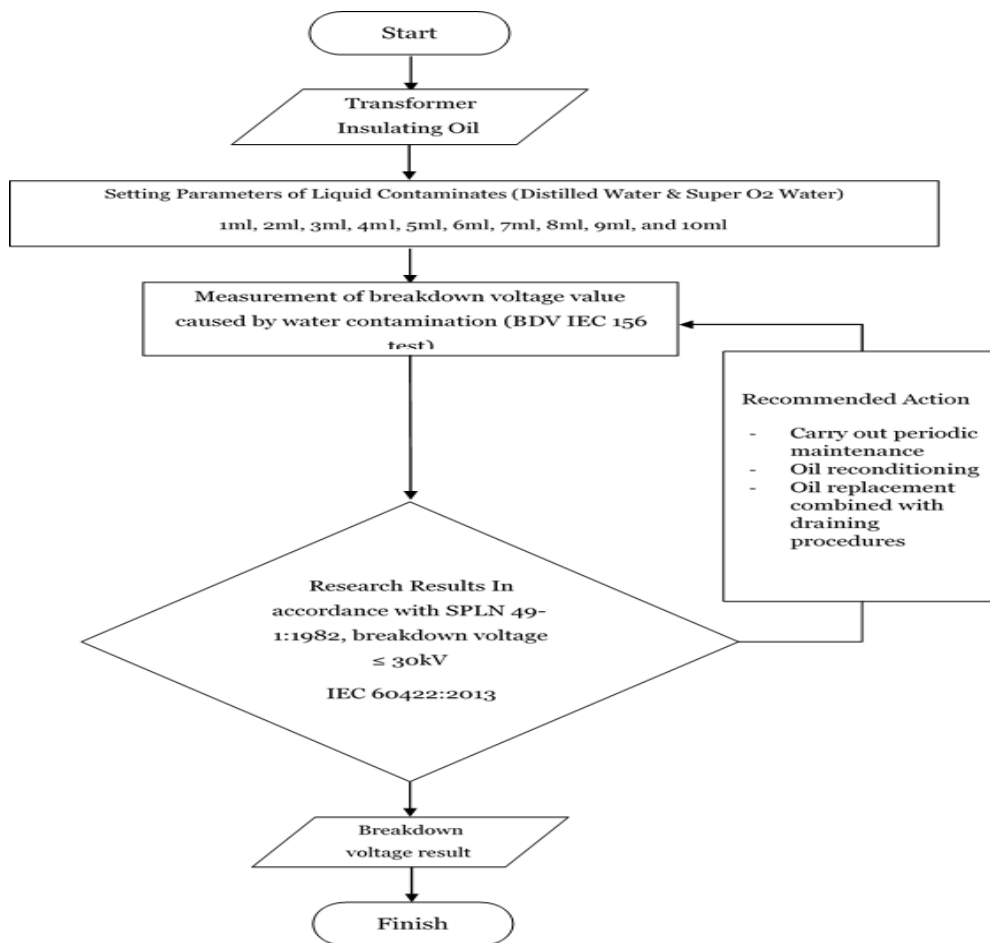 Start
Transformer
Insulating Oil
Setting Parameters of Liquid Contaminates (Distilled Water & Super O2 Water)
1ml, 2ml, 3ml, 4ml, 5ml, 6ml, 7ml, 8ml, 9ml, and 10ml
Measurement of breakdown voltage value
caused by water contamination (BDV IEC 156
test)
Recommended Action
- Carry out periodic
maintenance
- Oil reconditioning
- Oil replacement
combined with
draining
procedures
Research Results In
accordance with SPLN 49-
1:1982, breakdown voltage
≤ 30kV
IEC 60422:2013
Breakdown
voltage result
Finish